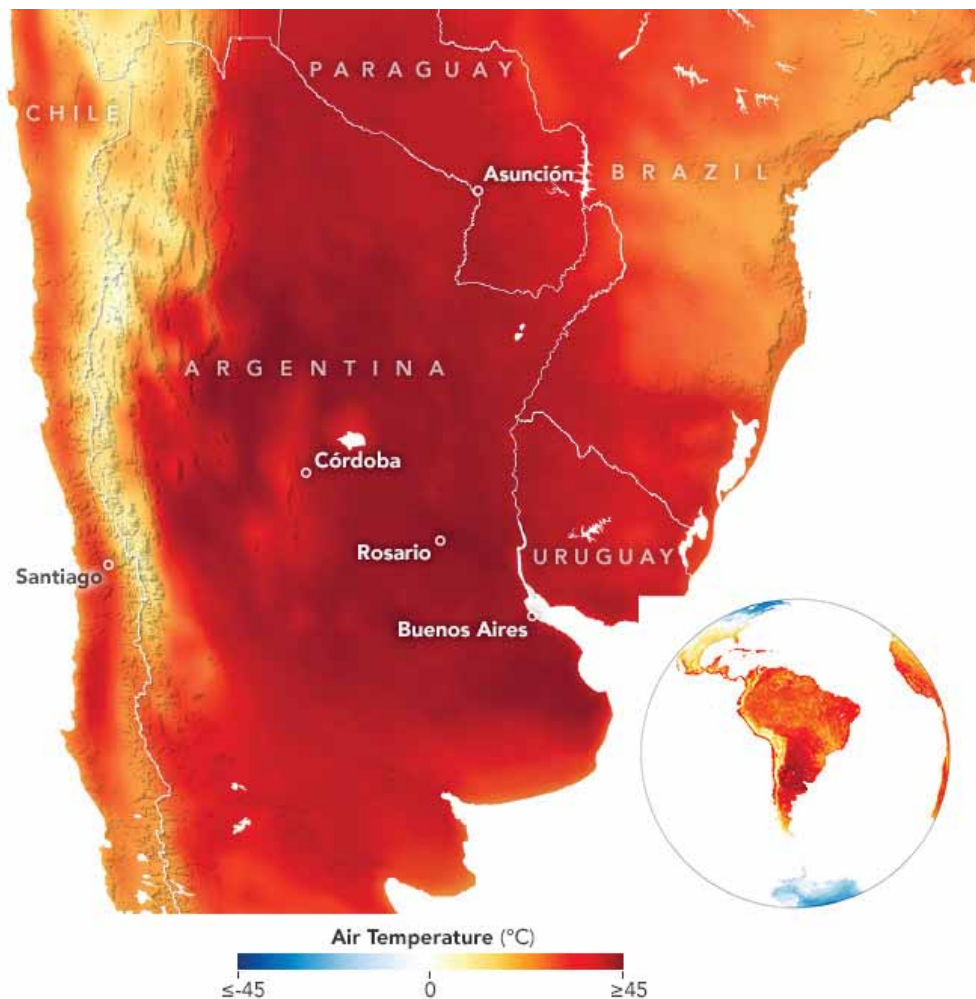 PARAGUAY
CHILE
Asunción
BRAZIL
ARGENTINA
Córdoba
Rosario
URUGUAY
Santiago
Buenos Aires
Air Temperature (°C)
≤-45 0 ≥45